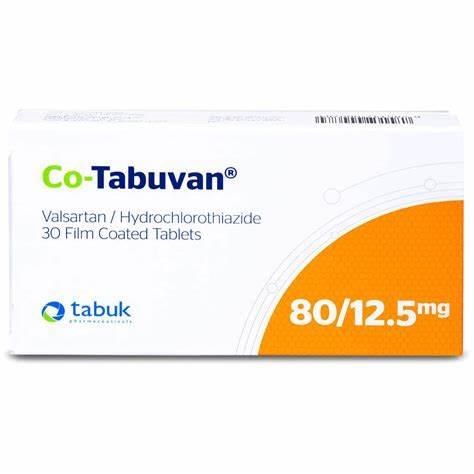 Co-Tabuvan®
Valsartan / Hydrochlorothiazide
30 Film Coated Tablets
tabuk
pharmaceuticals
80/12.5mg